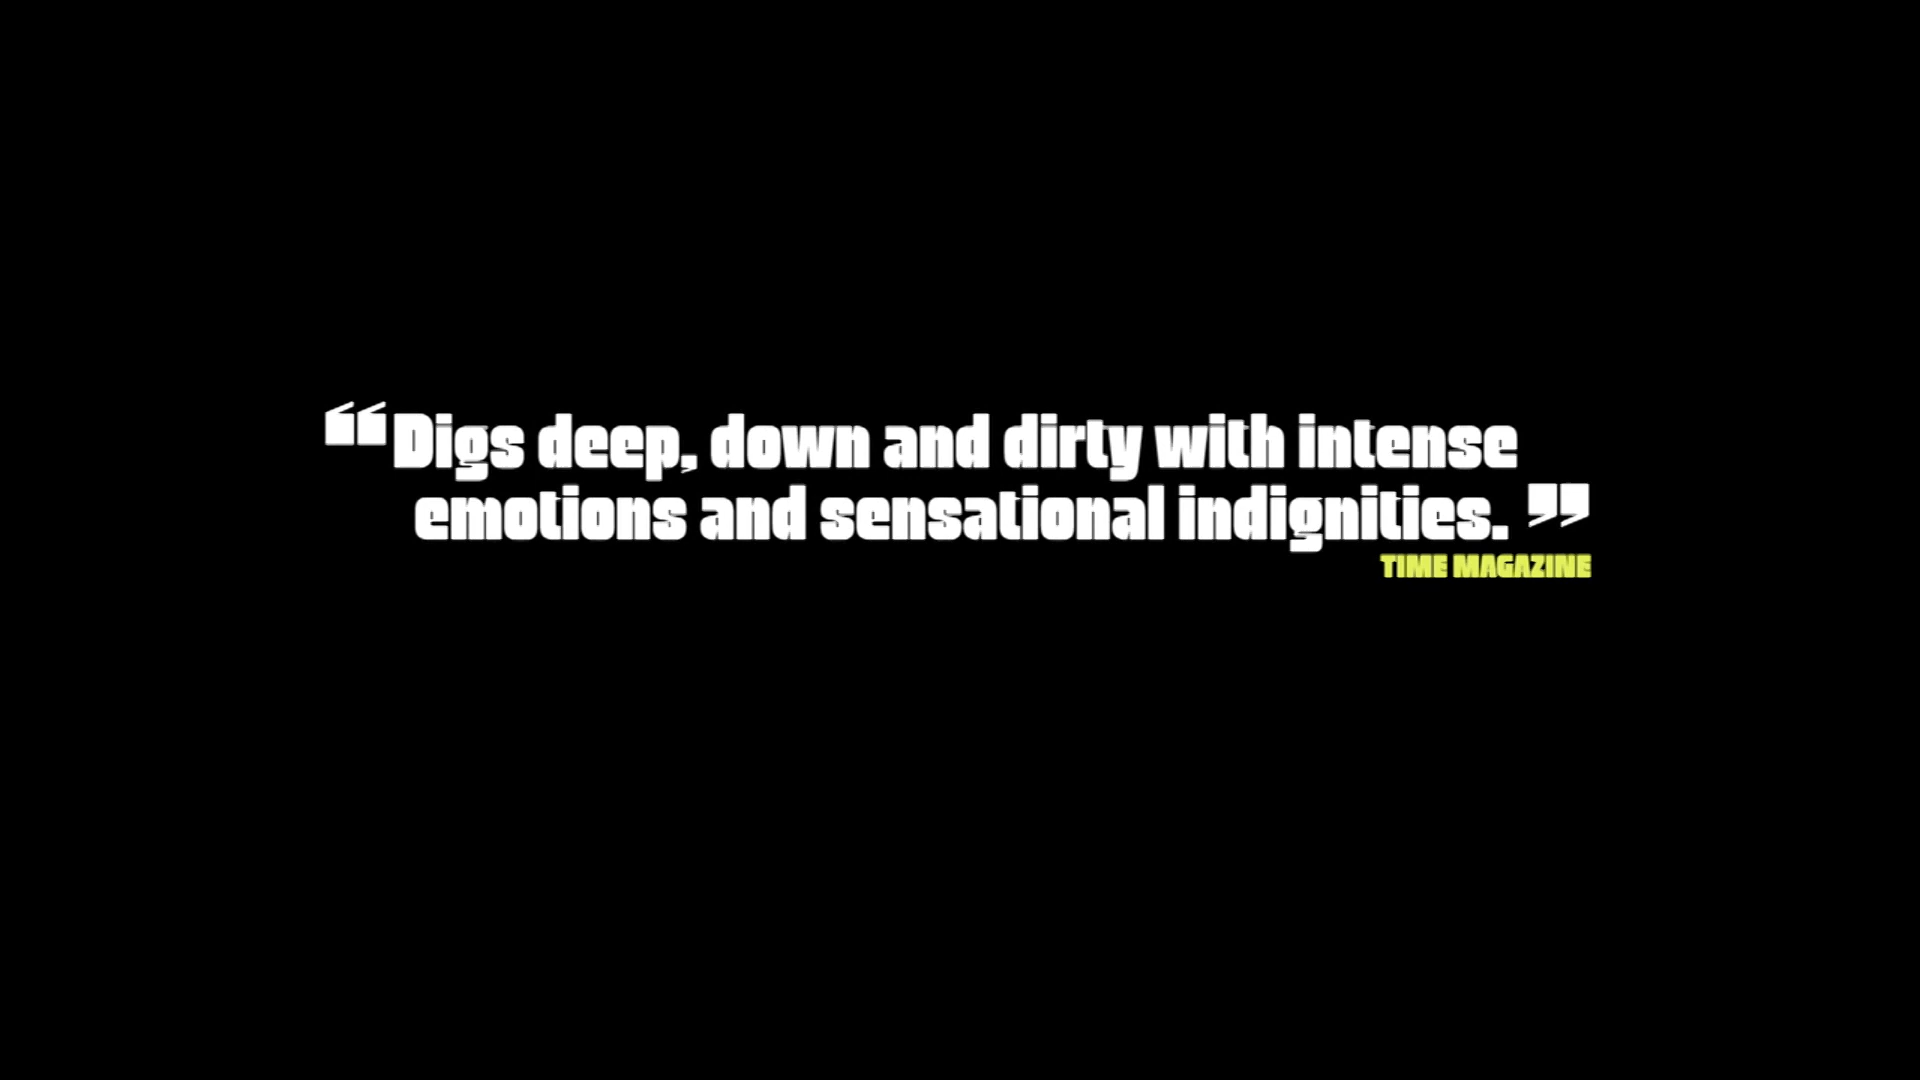 “Digs deep, down and dirty with intense
emotions and sensational indignities.”
TIME MAGAZINE